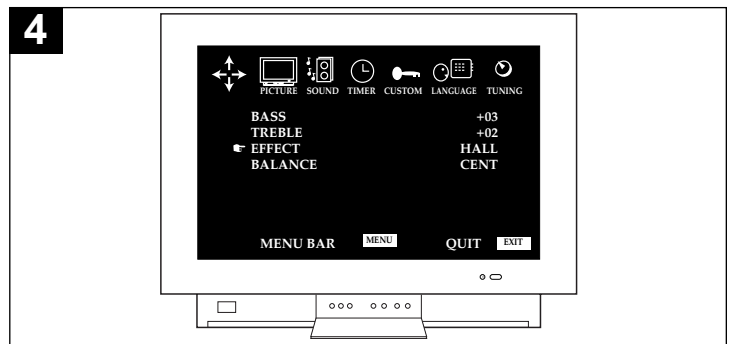 4
PICTURE SOUND TIMER CUSTOM LANGUAGE TUNING
BASS +03
TREBLE +02
EFFECT HALL
BALANCE CENT
MENU BAR MENU QUIT EXIT